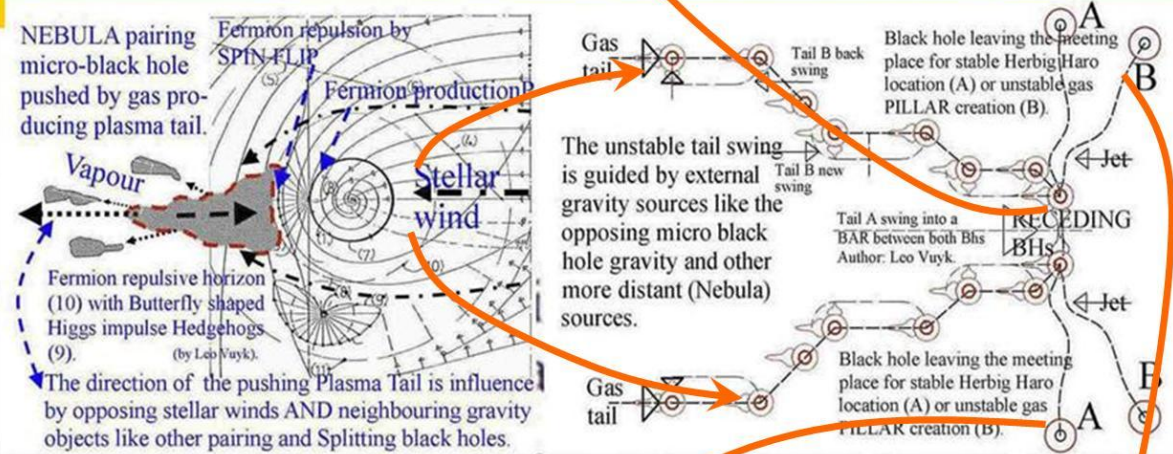 NEBULA pairing
micro-black hole
pushed by gas pro-
ducing plasma tail.
Fermion repulsion by
SPIN-FLIP
Fermion production
Vapour
Stellar
wind
(5)
(4)
(1)
(7)
(9)
Fermion repulsive horizon
(10) with Butterfly shaped
Higgs impulse Hedgehogs
(9). (by Leo Vuyk).
The direction of the pushing Plasma Tail is influence
by opposing stellar winds AND neighbouring gravity
objects like other pairing and Splitting black holes.
Gas
tail
Tail B back
swing
Black hole leaving the meeting
place for stable Herbig Haro
location (A) or unstable gas
PILLAR creation (B).
A
B
The unstable tail swing
is guided by external
gravity sources like the
opposing micro black
hole gravity and other
more distant (Nebula)
sources.
Tail B new
swing
Jet
Tail A swing into a
BAR between both Bhs
Author: Leo Vuyk.
RECEDING
BHs
Jet
Black hole leaving the meeting
place for stable Herbig Haro
location (A) or unstable gas
PILLAR creation (B).
Gas
tail
B
A